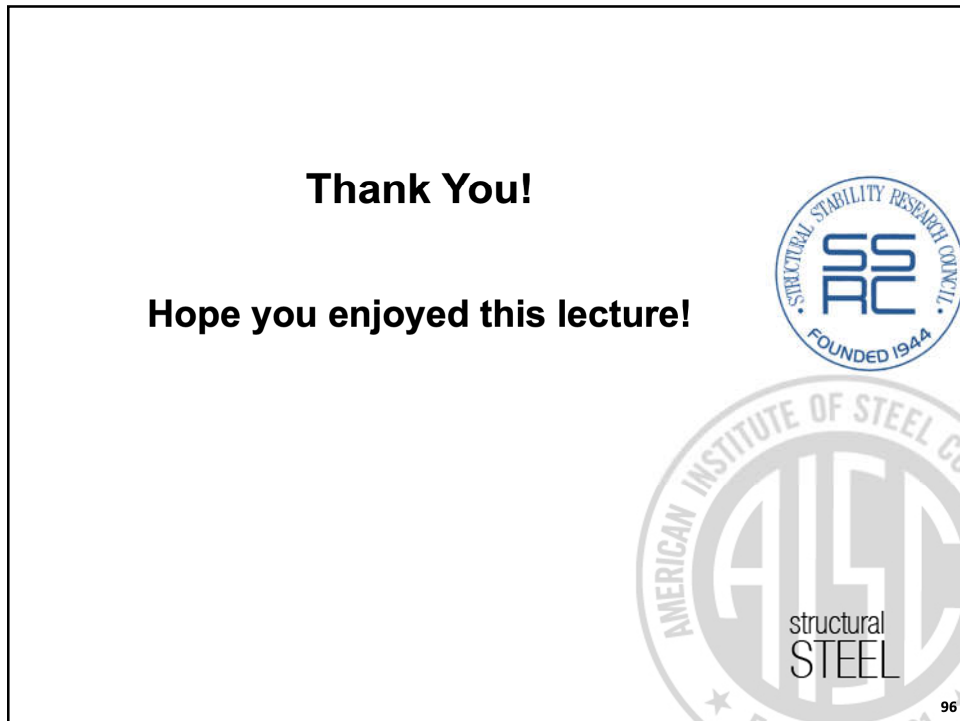 Thank You!
Hope you enjoyed this lecture!
STRUCTURAL STABILITY RESEARCH COUNCIL
SS
RC
FOUNDED 1944
AMERICAN INSTITUTE OF STEEL
AISC
structural
STEEL
96